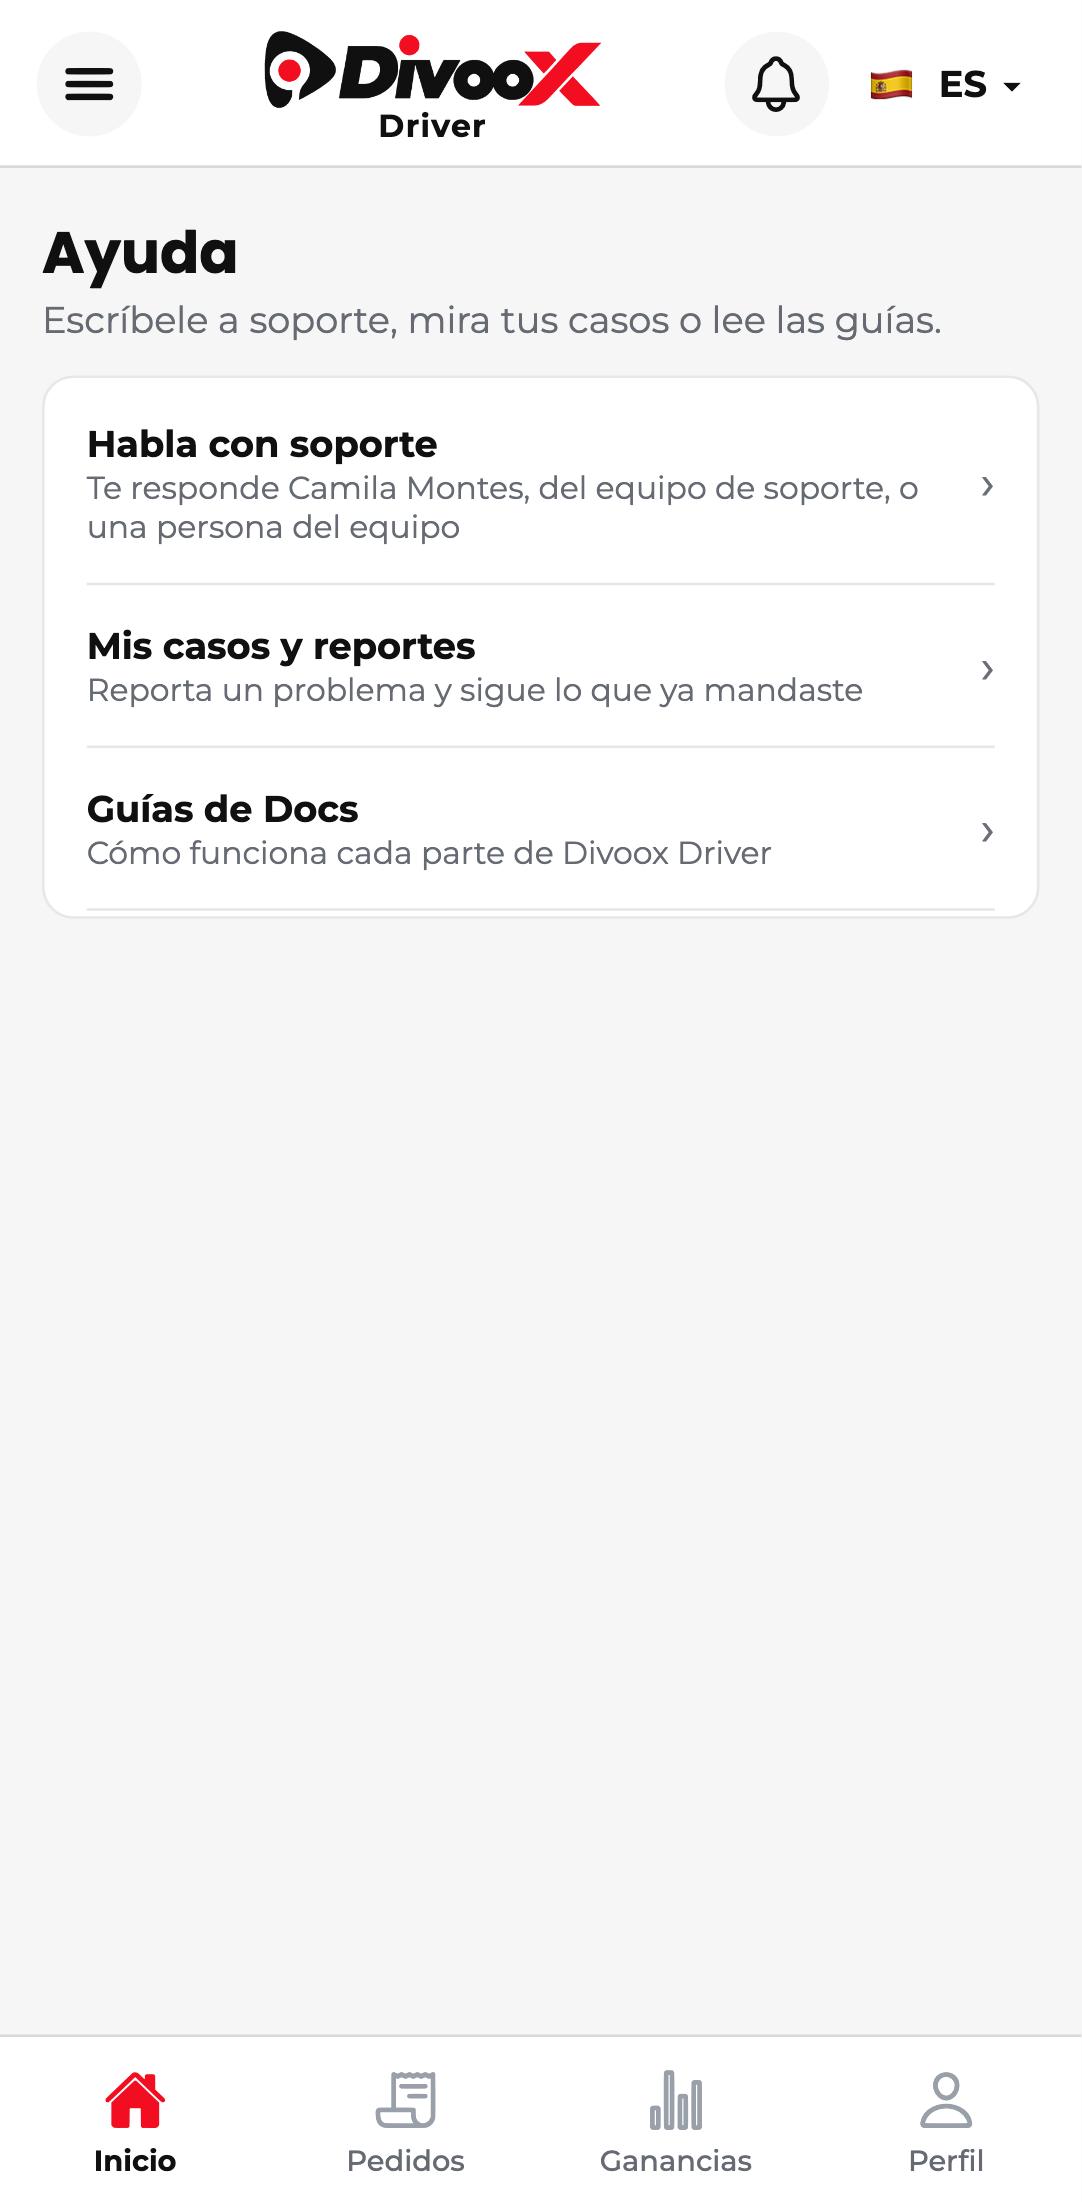 DivooX
Driver
ES
Ayuda
Escríbele a soporte, mira tus casos o lee las guías.
Habla con soporte
Te responde Camila Montes, del equipo de soporte, o
una persona del equipo
Mis casos y reportes
Reporta un problema y sigue lo que ya mandaste
Guías de Docs
Cómo funciona cada parte de Divoox Driver
Inicio
Pedidos
Ganancias
Perfil